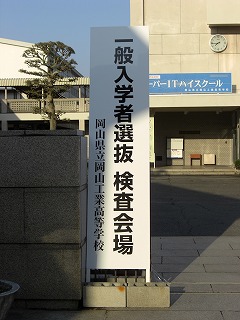 一般入学者選抜 検査会場
岡山県立岡山工業高等学校
ーパーITハイスクール